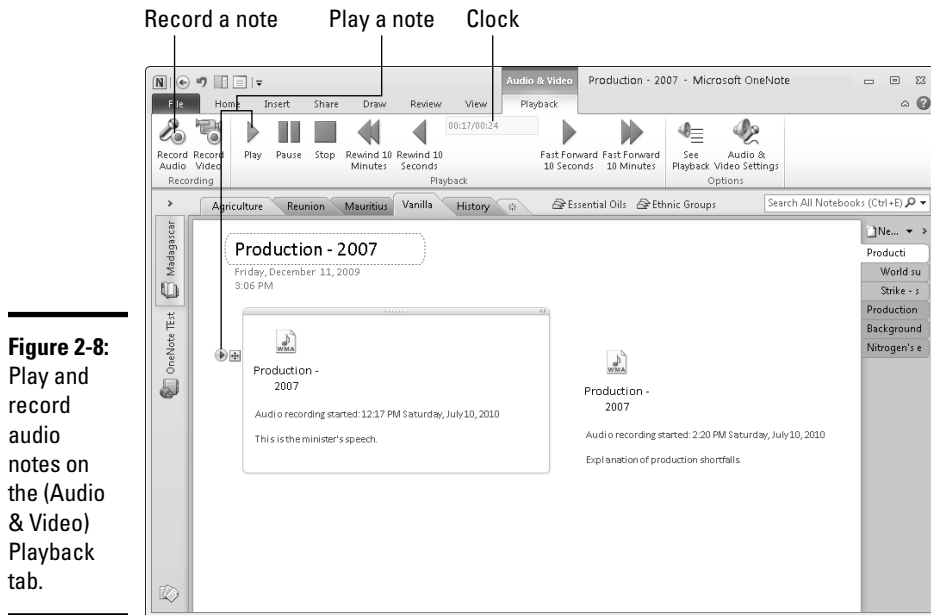 Record a note Play a note Clock
Audio & Video Production - 2007 - Microsoft OneNote
File Home Insert Share Draw Review View Playback
00:17/00:24
Record Audio Record Video Play Pause Stop Rewind 10 Minutes Rewind 10 Seconds Fast Forward 10 Seconds Fast Forward 10 Minutes See Playback Audio & Video Settings
Recording Playback Options
Agriculture Reunion Mauritius Vanilla History Essential Oils Ethnic Groups Search All Notebooks (Ctrl+E)
Madagascar
OneNote TEst
Production - 2007
Friday, December 11, 2009
3:06 PM
WMA
Production -
2007
Audio recording started: 12:17 PM Saturday, July 10, 2010
This is the minister's speech.
WMA
Production -
2007
Audio recording started: 2:20 PM Saturday, July 10, 2010
Explanation of production shortfalls.
Ne...
Producti
World su
Strike - s
Production
Background
Nitrogen's e
Figure 2-8:
Play and
record
audio
notes on
the (Audio
& Video)
Playback
tab.